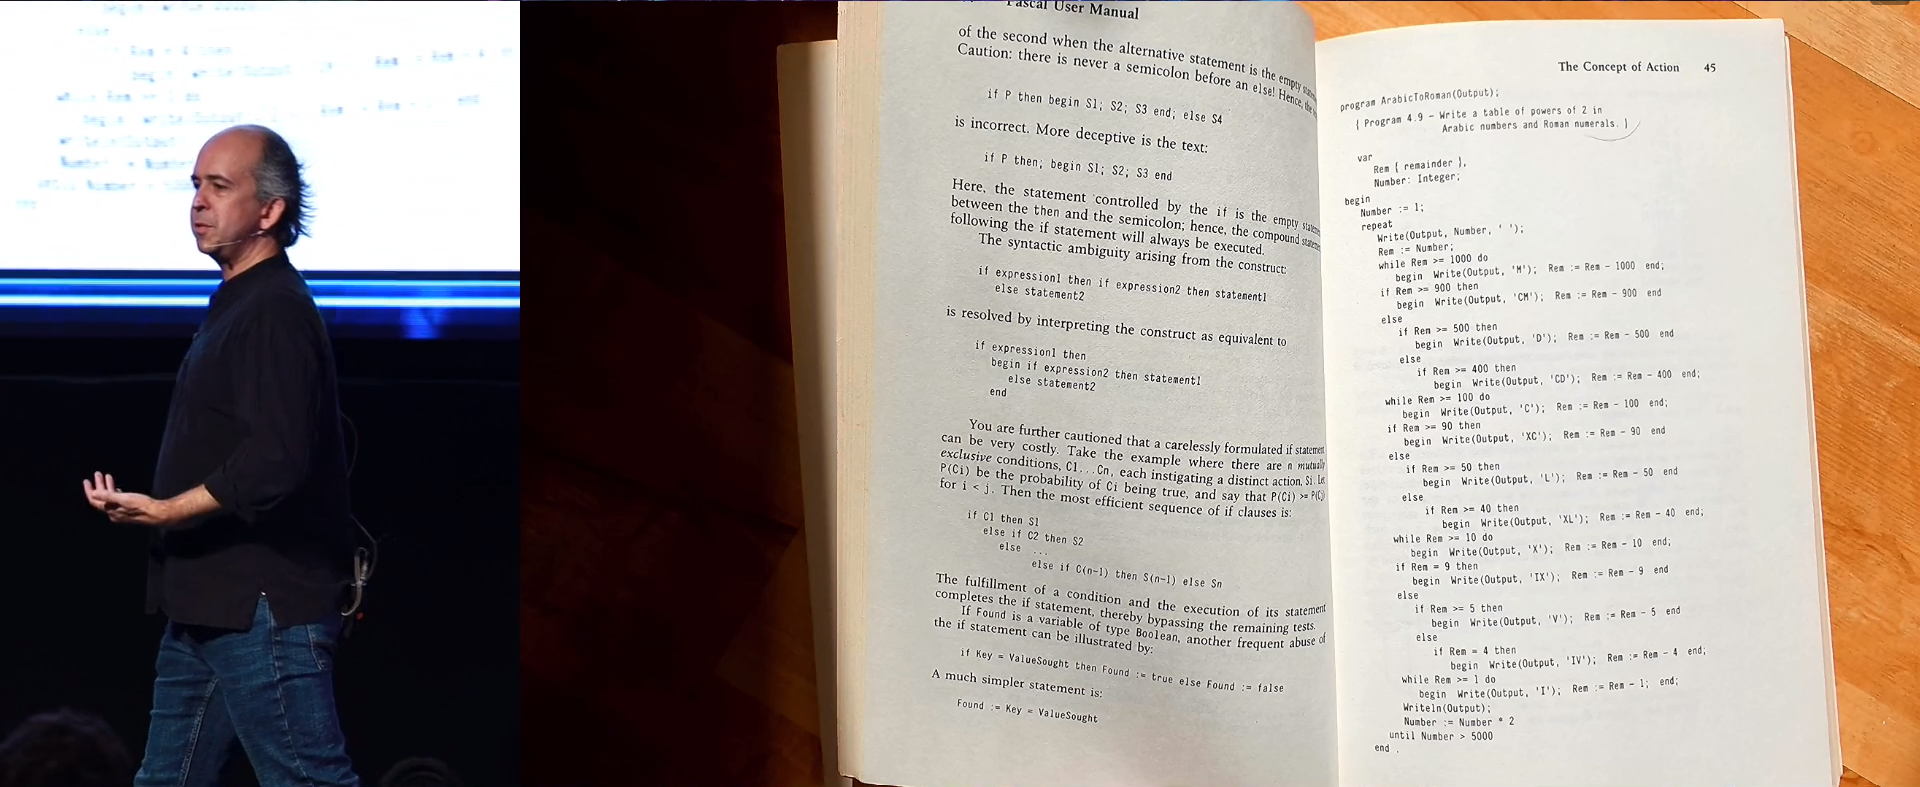 Pascal User Manual
of the second when the alternative statement is the empty
Caution: there is never a semicolon before an else! Hence, the
if P then begin S1; S2; S3 end; else S4
is incorrect. More deceptive is the text:
if P then; begin S1; S2; S3 end
Here, the statement controlled by the if is the empty
between the then and the semicolon; hence, the compound
following the if statement will always be executed.
The syntactic ambiguity arising from the construct:
if expression1 then if expression2 then statement1
else statement2
is resolved by interpreting the construct as equivalent to
if expression1 then
begin if expression2 then statement1
else statement2
end
You are further cautioned that a carelessly formulated if statement
can be very costly. Take the example where there are n mutually
exclusive conditions, C1...Cn, each instigating a distinct action, Si. Let
P(Ci) be the probability of Ci being true, and say that P(Ci) >= P(Cj)
for i < j. Then the most efficient sequence of if clauses is:
if C1 then S1
else if C2 then S2
else ...
else if C(n-1) then S(n-1) else Sn
The fulfillment of a condition and the execution of its statement
completes the if statement, thereby bypassing the remaining tests.
If Found is a variable of type Boolean, another frequent abuse of
the if statement can be illustrated by:
if Key = ValueSought then Found := true else Found := false
A much simpler statement is:
Found := Key = ValueSought
The Concept of Action 45
program ArabicToRoman(Output);
{ Program 4.9 - Write a table of powers of 2 in
Arabic numbers and Roman numerals. }
var
Rem { remainder },
Number: Integer;
begin
Number := 1;
repeat
Write(Output, Number, ' ');
Rem := Number;
while Rem >= 1000 do
begin Write(Output, 'M'); Rem := Rem - 1000 end;
if Rem >= 900 then
begin Write(Output, 'CM'); Rem := Rem - 900 end
else
if Rem >= 500 then
begin Write(Output, 'D'); Rem := Rem - 500 end
else
if Rem >= 400 then
begin Write(Output, 'CD'); Rem := Rem - 400 end;
while Rem >= 100 do
begin Write(Output, 'C'); Rem := Rem - 100 end;
if Rem >= 90 then
begin Write(Output, 'XC'); Rem := Rem - 90 end
else
if Rem >= 50 then
begin Write(Output, 'L'); Rem := Rem - 50 end
else
if Rem >= 40 then
begin Write(Output, 'XL'); Rem := Rem - 40 end;
while Rem >= 10 do
begin Write(Output, 'X'); Rem := Rem - 10 end;
if Rem = 9 then
begin Write(Output, 'IX'); Rem := Rem - 9 end
else
if Rem >= 5 then
begin Write(Output, 'V'); Rem := Rem - 5 end
else
if Rem = 4 then
begin Write(Output, 'IV'); Rem := Rem - 4 end;
while Rem >= 1 do
begin Write(Output, 'I'); Rem := Rem - 1; end;
Writeln(Output);
Number := Number * 2
until Number > 5000
end .